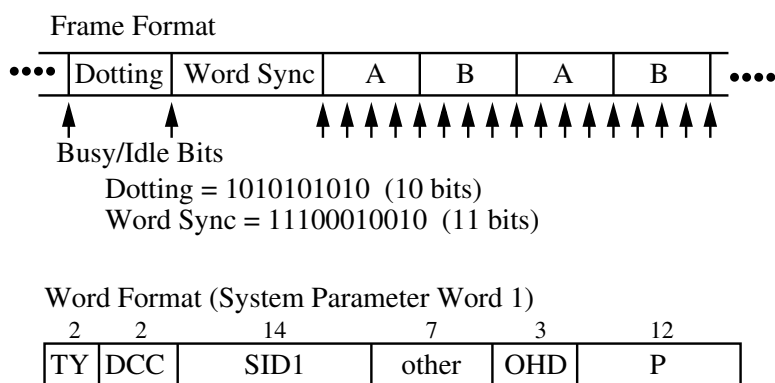 Frame Format
Dotting Word Sync A B A B
Busy/Idle Bits
Dotting = 1010101010 (10 bits)
Word Sync = 11100010010 (11 bits)
Word Format (System Parameter Word 1)
2 2 14 7 3 12
TY DCC SID1 other OHD P